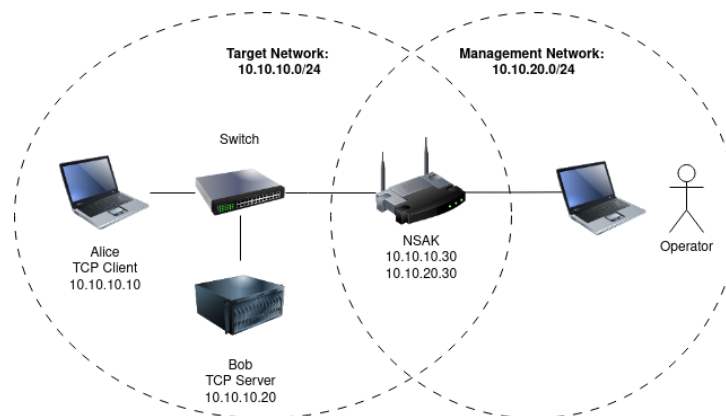 Target Network:
10.10.10.0/24
Management Network:
10.10.20.0/24
Switch
Alice
TCP Client
10.10.10.10
NSAK
10.10.10.30
10.10.20.30
Operator
Bob
TCP Server
10.10.10.20